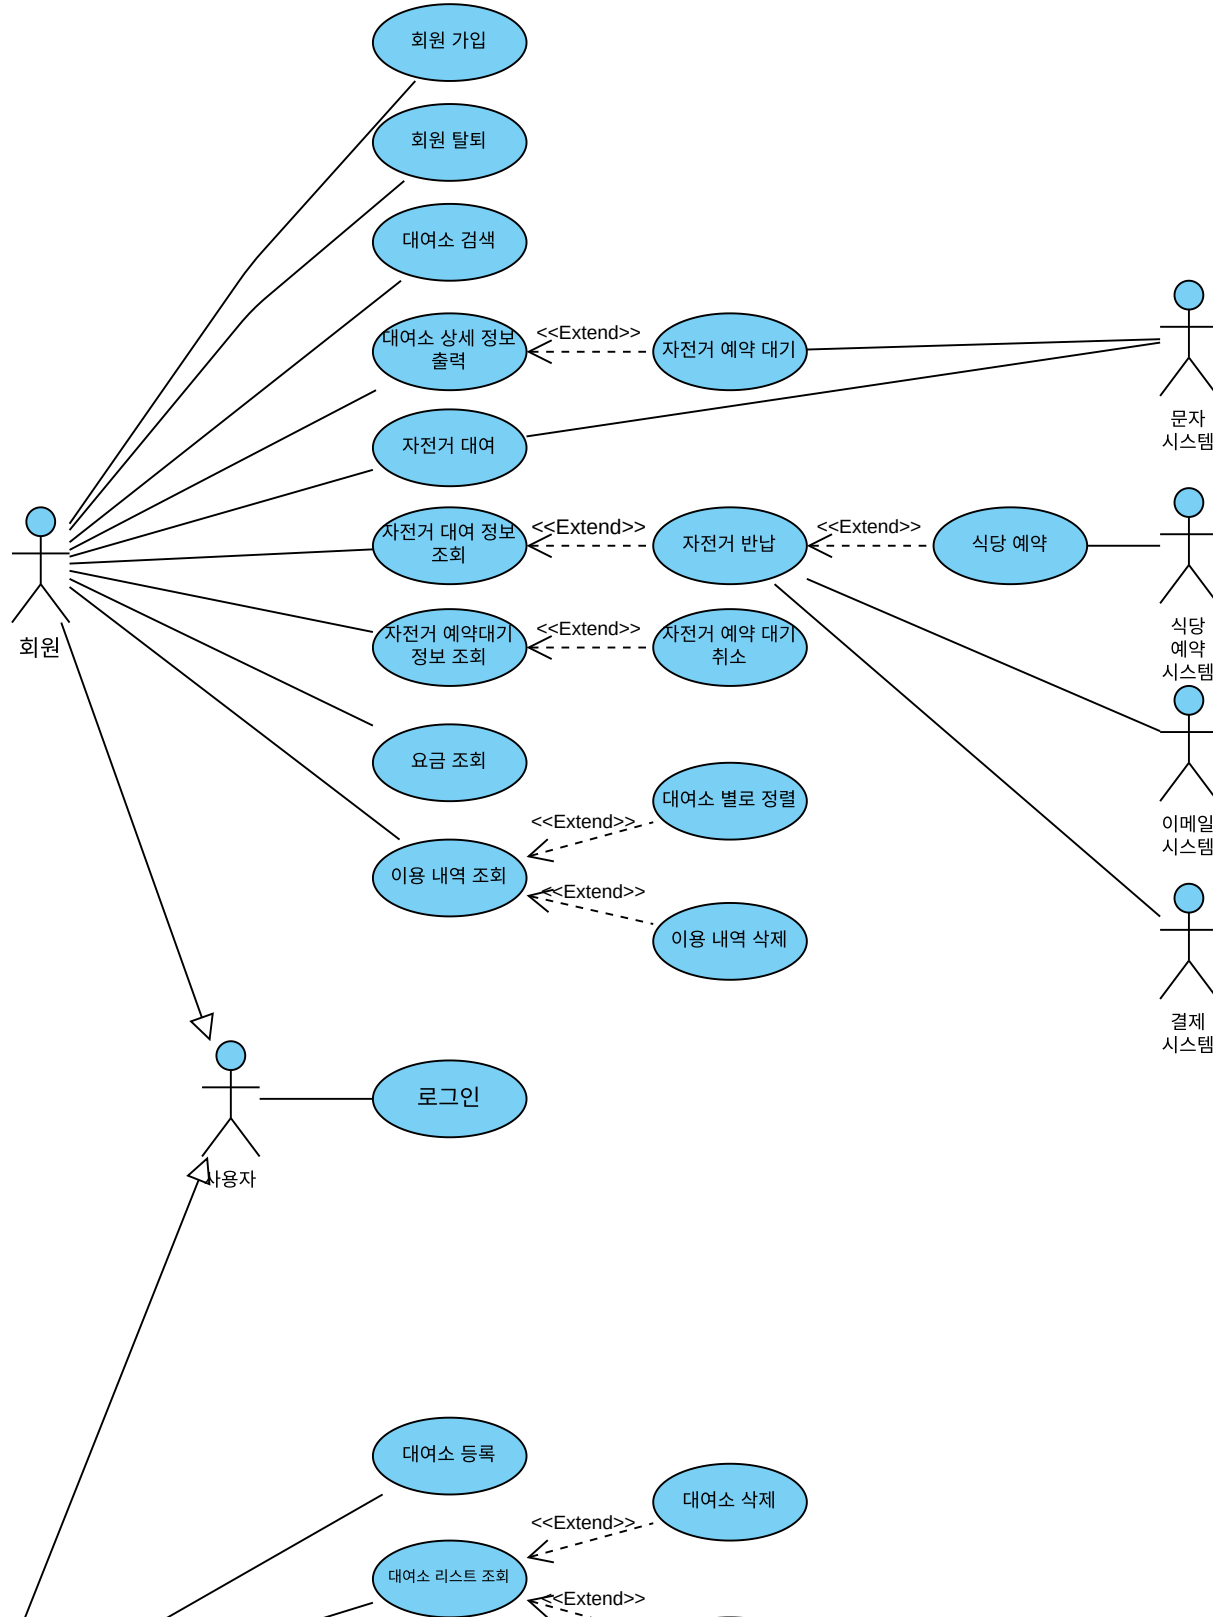 회원 가입
회원 탈퇴
대여소 검색
대여소 상세 정보
출력
<<Extend>>
자전거 예약 대기
문자
시스템
자전거 대여
자전거 대여 정보
조회
<<Extend>>
자전거 반납
<<Extend>>
식당 예약
식당
예약
시스템
회원
자전거 예약대기
정보 조회
<<Extend>>
자전거 예약 대기
취소
요금 조회
이메일
시스템
이용 내역 조회
<<Extend>>
대여소 별로 정렬
<<Extend>>
이용 내역 삭제
결제
시스템
로그인
사용자
대여소 등록
대여소 리스트 조회
<<Extend>>
대여소 삭제
<<Extend>>